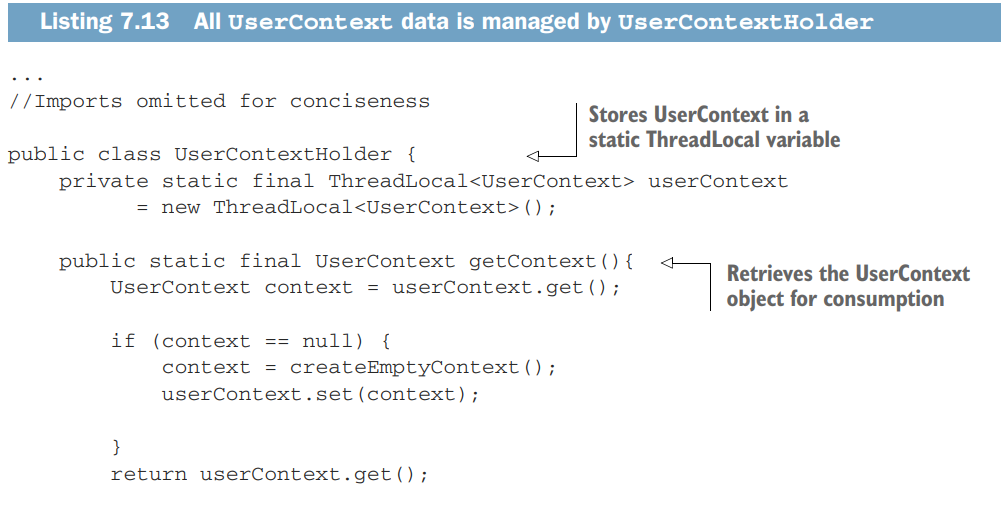 Listing 7.13 All UserContext data is managed by UserContextHolder
...
//Imports omitted for conciseness
Stores UserContext in a
static ThreadLocal variable
public class UserContextHolder {
private static final ThreadLocal<UserContext> userContext
= new ThreadLocal<UserContext>();
public static final UserContext getContext(){
Retrieves the UserContext
object for consumption
UserContext context = userContext.get();
if (context == null) {
context = createEmptyContext();
userContext.set(context);
}
return userContext.get();